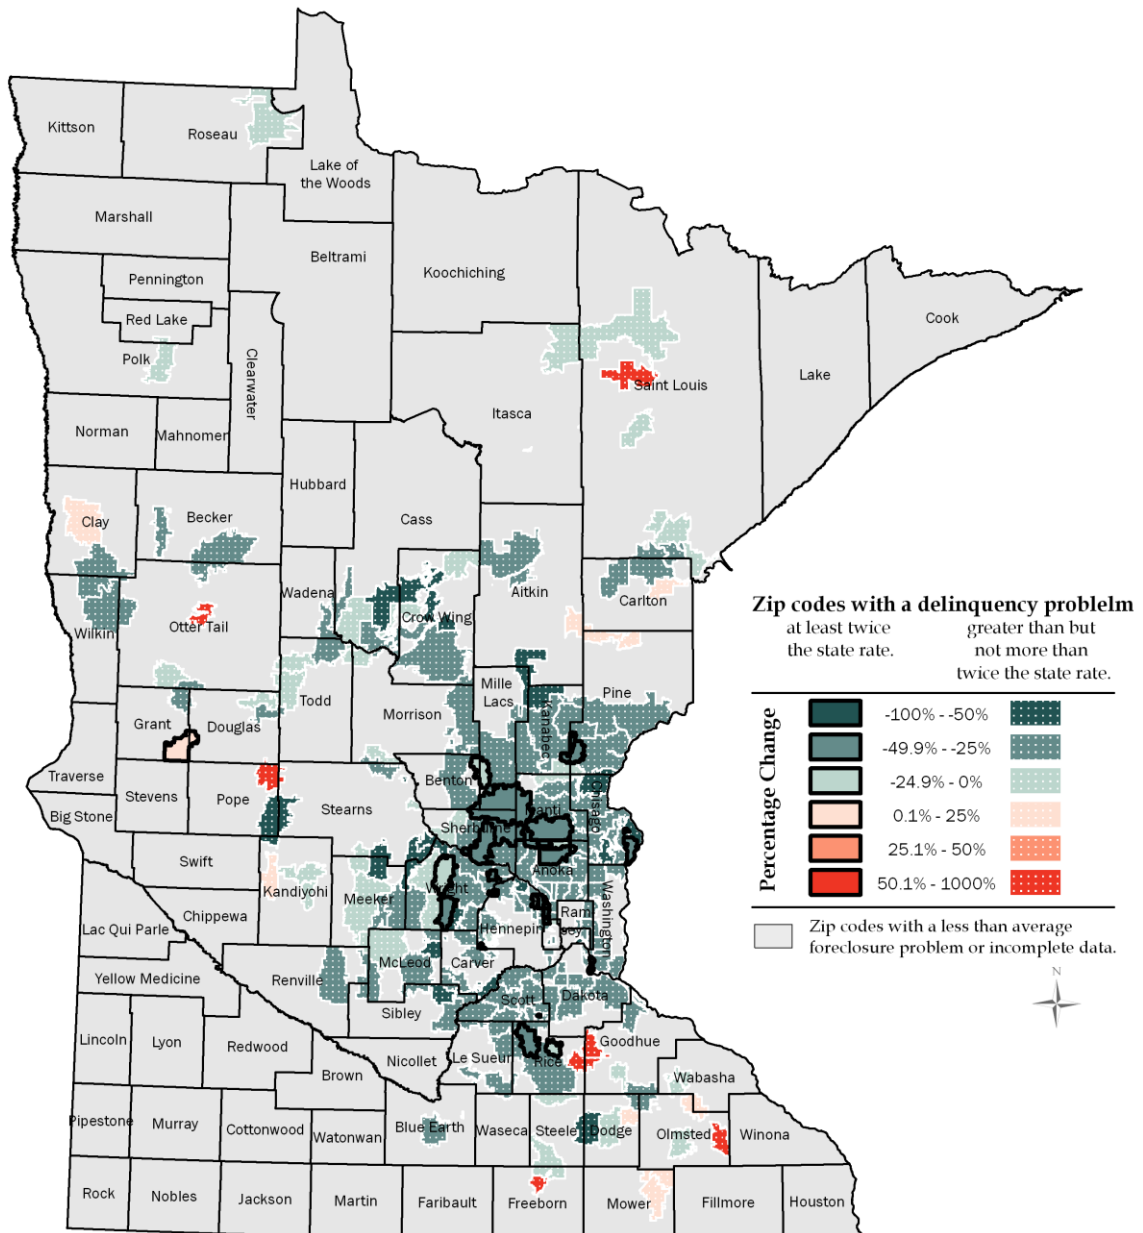 Kittson
Roseau
Lake of
the Woods
Marshall
Beltrami
Koochiching
Pennington
Red Lake
Polk
Clearwater
Cook
Lake
Saint Louis
Itasca
Norman
Mahnomen
Hubbard
Cass
Clay
Becker
Wadena
Crow Wing
Aitkin
Carlton
Wilkin
Otter Tail
Todd
Morrison
Mille
Lacs
Kanabec
Pine
Grant
Douglas
Traverse
Stevens
Pope
Stearns
Benton
Sherburne
Isanti
Chisago
Big Stone
Swift
Kandiyohi
Meeker
Wright
Anoka
Washington
Hennepin
Ram
sey
Chippewa
Lac Qui Parle
Yellow Medicine
Renville
McLeod
Carver
Scott
Dakota
Sibley
Lincoln
Lyon
Redwood
Brown
Nicollet
Le Sueur
Rice
Goodhue
Wabasha
Pipestone
Murray
Cottonwood
Watonwan
Blue Earth
Waseca
Steele
Dodge
Olmsted
Winona
Rock
Nobles
Jackson
Martin
Faribault
Freeborn
Mower
Fillmore
Houston
Zip codes with a delinquency problelm
at least twice
the state rate.
greater than but
not more than
twice the state rate.
Percentage Change
-100% - -50%
-49.9% - -25%
-24.9% - 0%
0.1% - 25%
25.1% - 50%
50.1% - 1000%
Zip codes with a less than average
foreclosure problem or incomplete data.
N